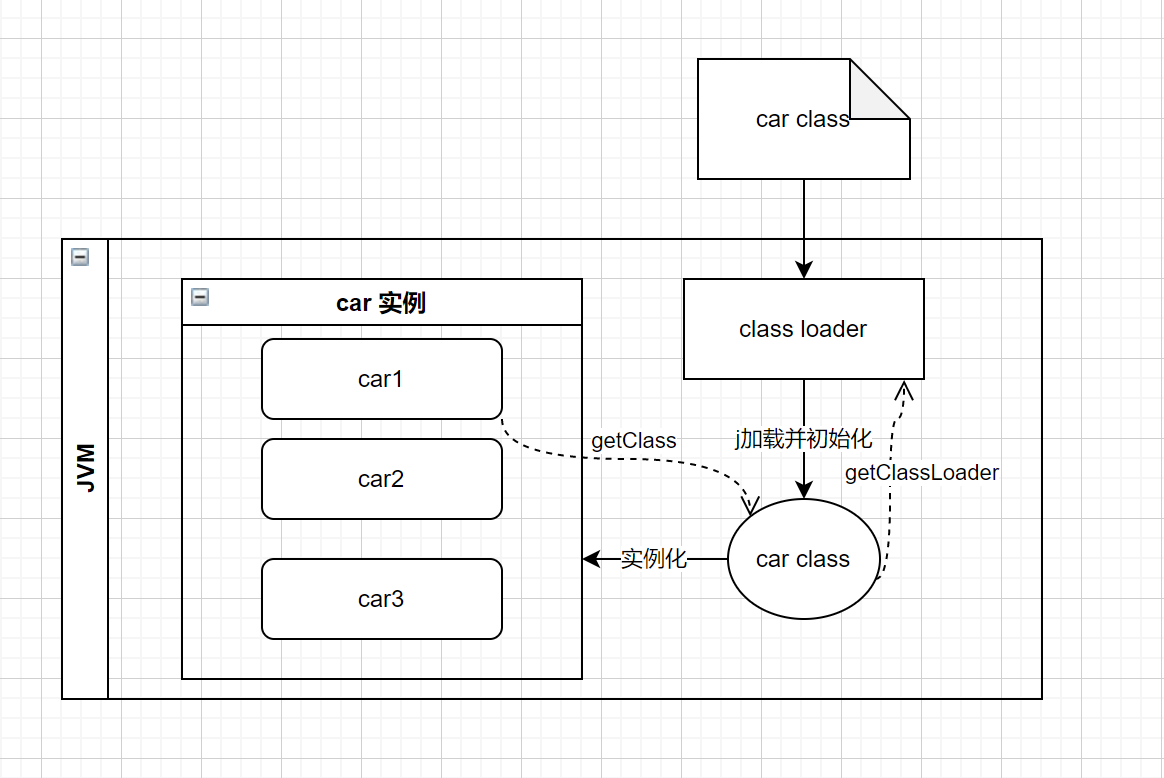 car class
JVM
car 实例
car1
car2
car3
class loader
getClass
j加载并初始化
getClassLoader
实例化
car class